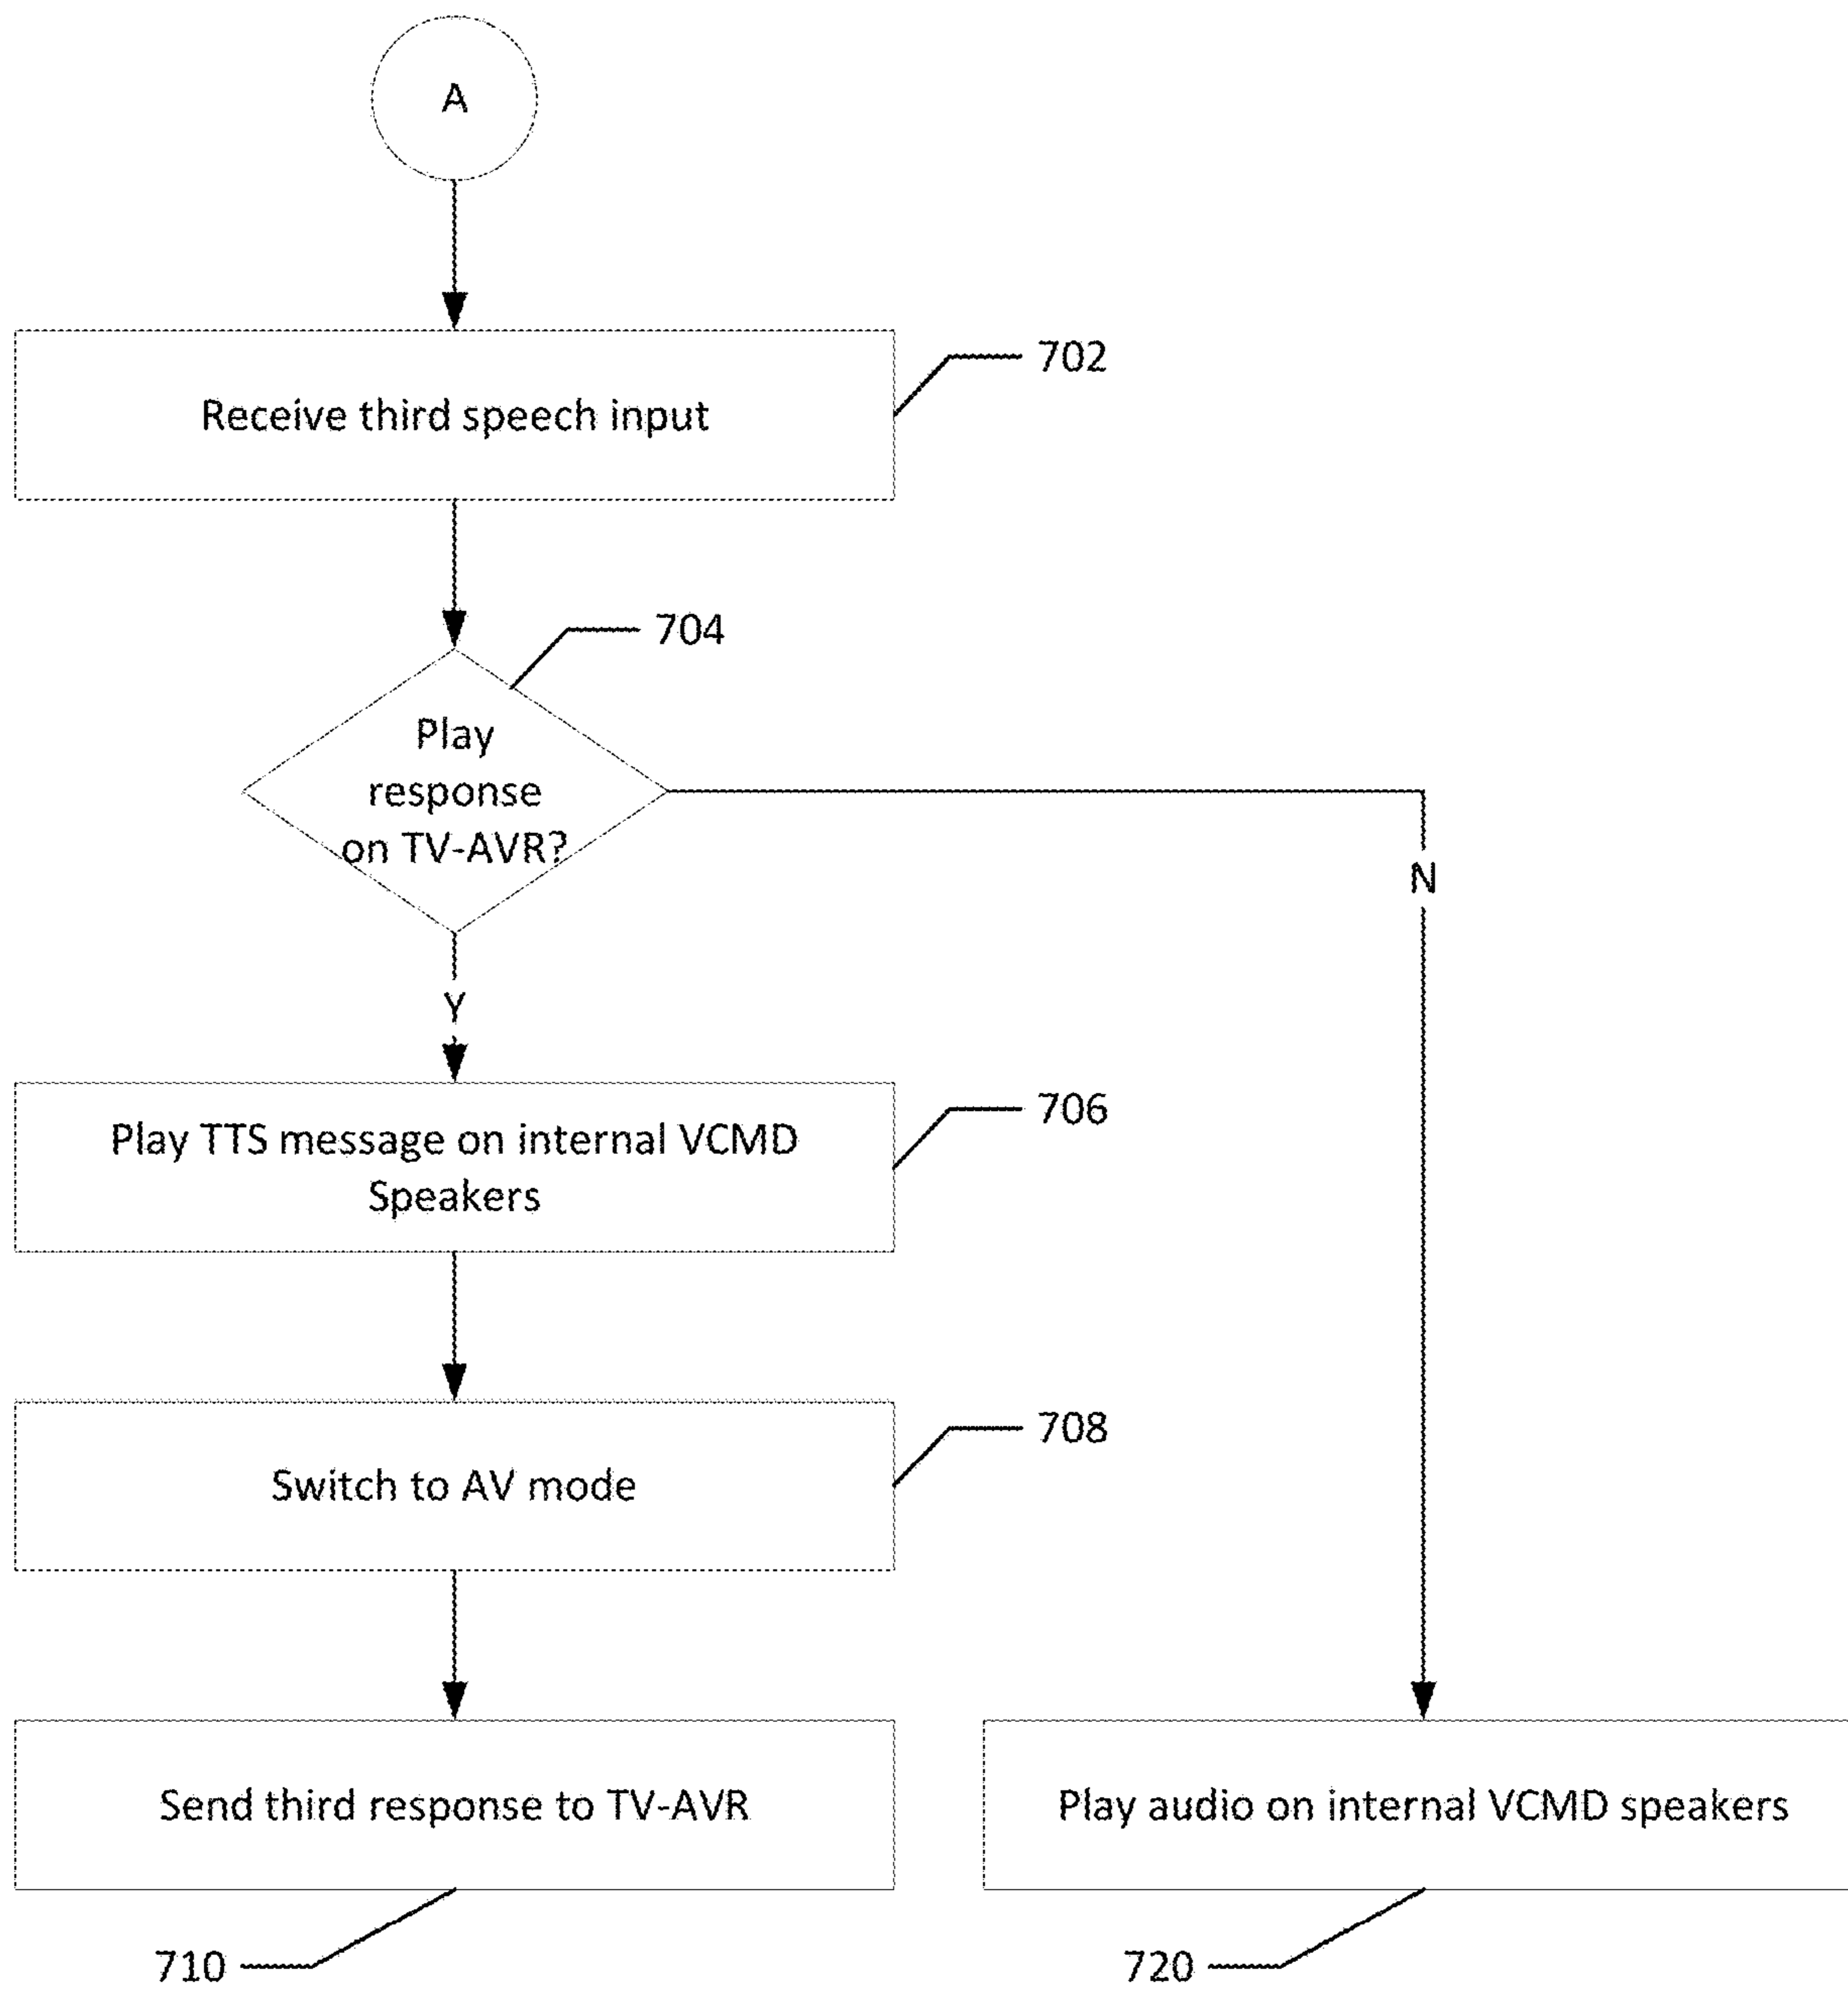 A
702
Receive third speech input
704
Play
response
on TV-AVR?
N
Y
706
Play TTS message on internal VCMD
Speakers
708
Switch to AV mode
Send third response to TV-AVR
Play audio on internal VCMD speakers
710
720